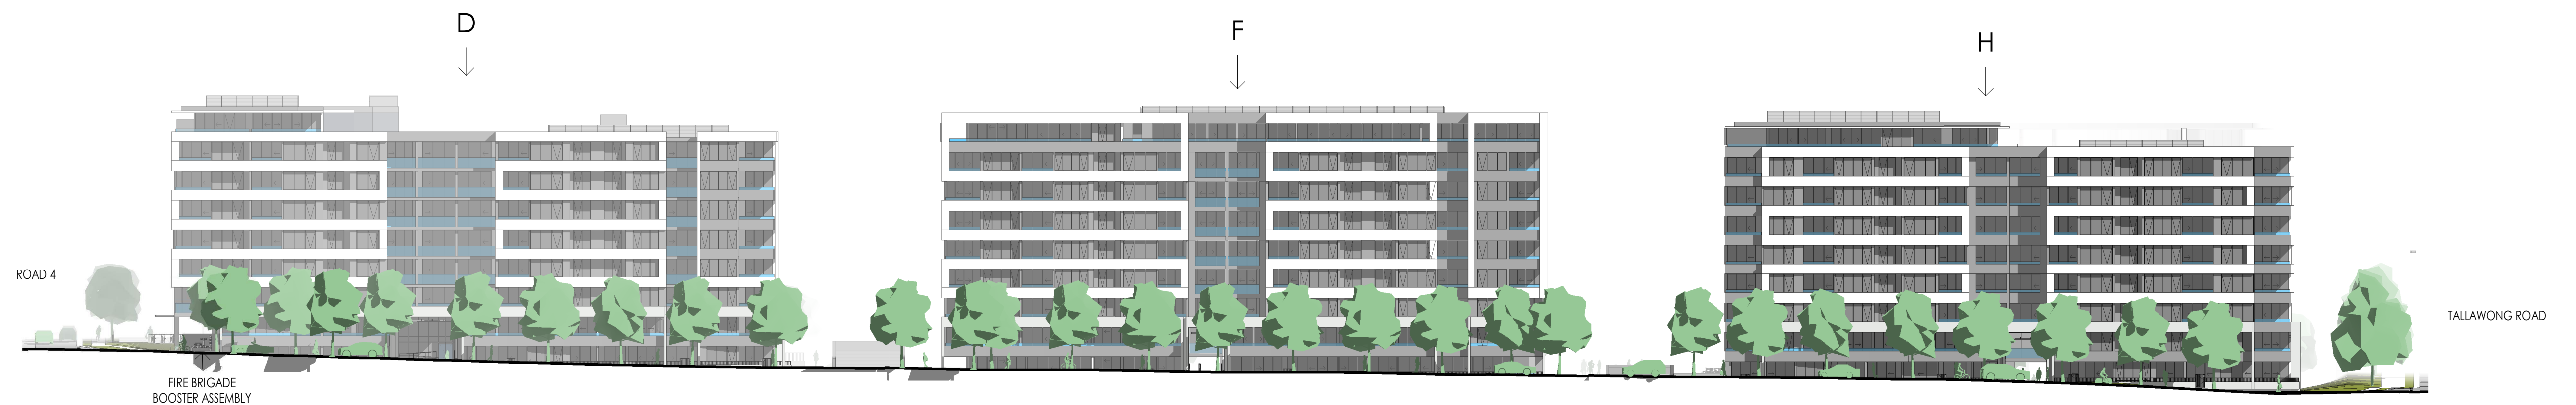 D
F
H
ROAD 4
TALLAWONG ROAD
FIRE BRIGADE
BOOSTER ASSEMBLY